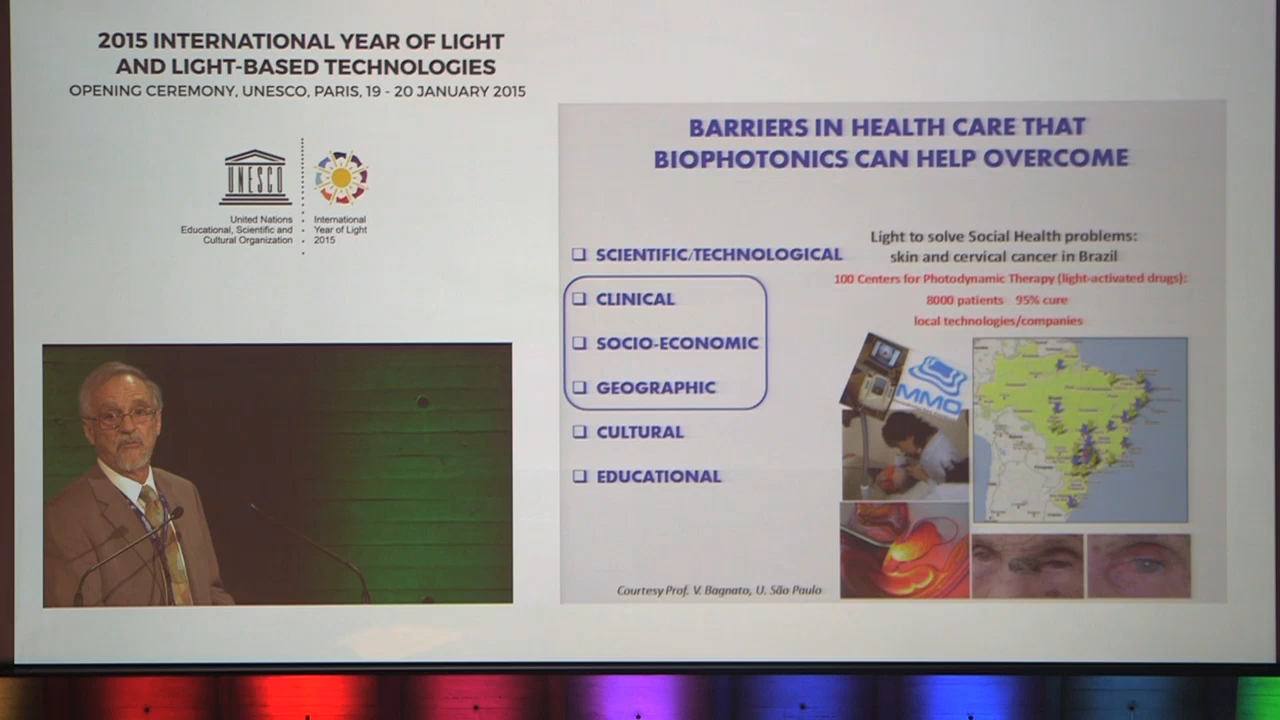 2015 INTERNATIONAL YEAR OF LIGHT
AND LIGHT-BASED TECHNOLOGIES
OPENING CEREMONY, UNESCO, PARIS, 19 - 20 JANUARY 2015
UNESCO
United Nations
Educational, Scientific and
Cultural Organization
International
Year of Light
2015
BARRIERS IN HEALTH CARE THAT
BIOPHOTONICS CAN HELP OVERCOME
SCIENTIFIC/TECHNOLOGICAL
CLINICAL
SOCIO-ECONOMIC
GEOGRAPHIC
CULTURAL
EDUCATIONAL
Light to solve Social Health problems:
skin and cervical cancer in Brazil
100 Centers for Photodynamic Therapy (light-activated drugs):
8000 patients 95% cure
local technologies/companies
MMO
Courtesy Prof. V. Bagnato, U. São Paulo